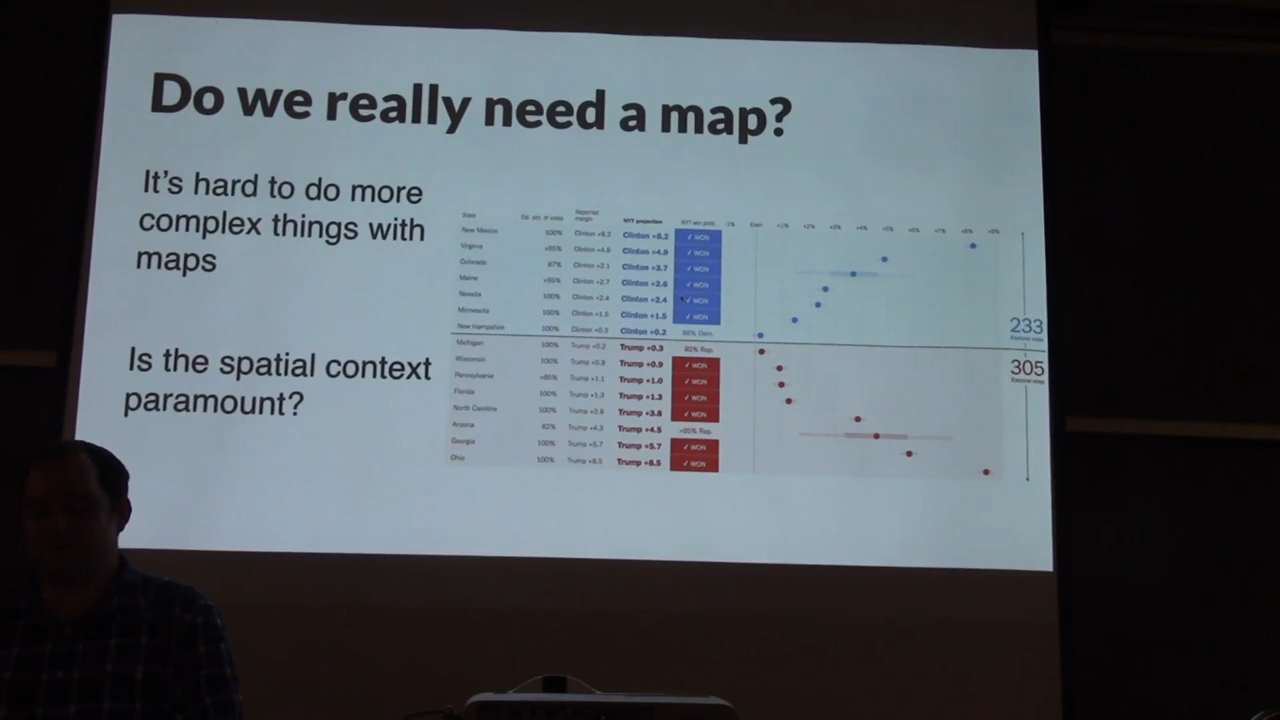 Do we really need a map?
It's hard to do more
complex things with
maps
Is the spatial context
paramount?
State Est. pct. of votes Reported margin NYT projection NYT win prob. -1% Even +1% +2% +3% +4% +5% +6% +7% +8% +9%
New Mexico 100% Clinton +8.2 Clinton +8.2 ✓ WON
Virginia >95% Clinton +4.9 Clinton +4.9 ✓ WON
Colorado 87% Clinton +2.1 Clinton +3.7 ✓ WON
Maine >95% Clinton +2.7 Clinton +2.6 ✓ WON
Nevada 100% Clinton +2.4 Clinton +2.4 ✓ WON
Minnesota 100% Clinton +1.5 Clinton +1.5 ✓ WON
New Hampshire 100% Clinton +0.2 Clinton +0.2 Dem.
233
Electoral votes
Michigan 100% Trump +0.3 Trump +0.3 92% Rep.
305
Electoral votes
Wisconsin 100% Trump +0.9 Trump +0.9 ✓ WON
Pennsylvania >95% Trump +1.1 Trump +1.0 ✓ WON
Florida 100% Trump +1.3 Trump +1.3 ✓ WON
North Carolina 100% Trump +3.8 Trump +3.8 ✓ WON
Arizona 82% Trump +4.3 Trump +4.5 >95% Rep.
Georgia 100% Trump +5.7 Trump +5.7 ✓ WON
Ohio 100% Trump +8.5 Trump +8.5 ✓ WON